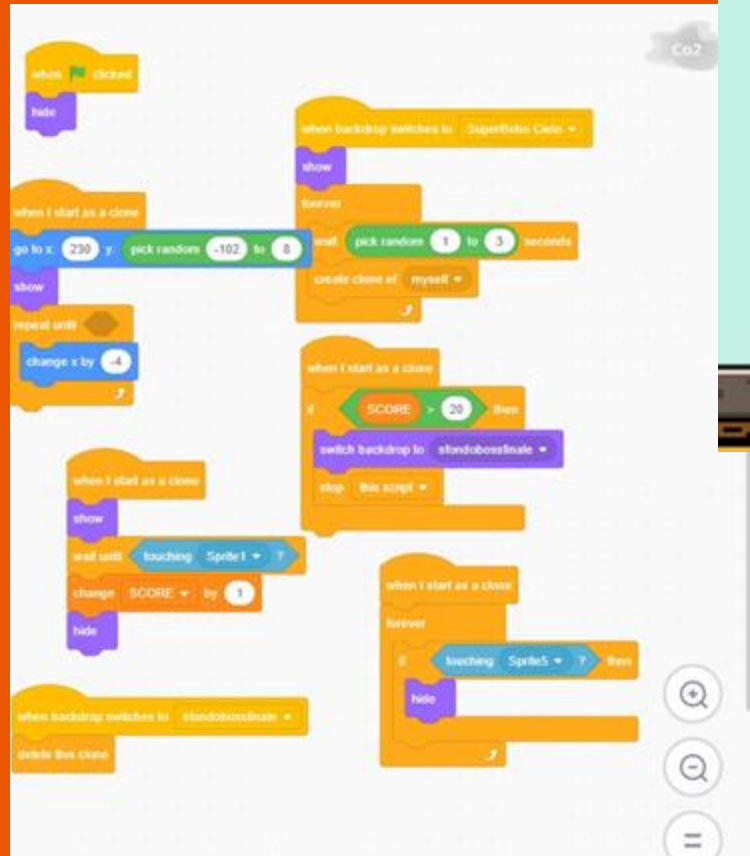 Co2
when clicked
hide
when backdrop switches to SuperBobo Cielo
show
forever
wait pick random 1 to 3 seconds
create clone of myself
when I start as a clone
go to x: 230 y: pick random -102 to 8
show
repeat until
change x by -4
when I start as a clone
if SCORE > 20 then
switch backdrop to sfondobossfinale
stop this script
when I start as a clone
show
wait until touching Sprite1 ?
change SCORE by 1
hide
when I start as a clone
forever
if touching Sprite5 ? then
hide
when backdrop switches to sfondobossfinale
delete this clone